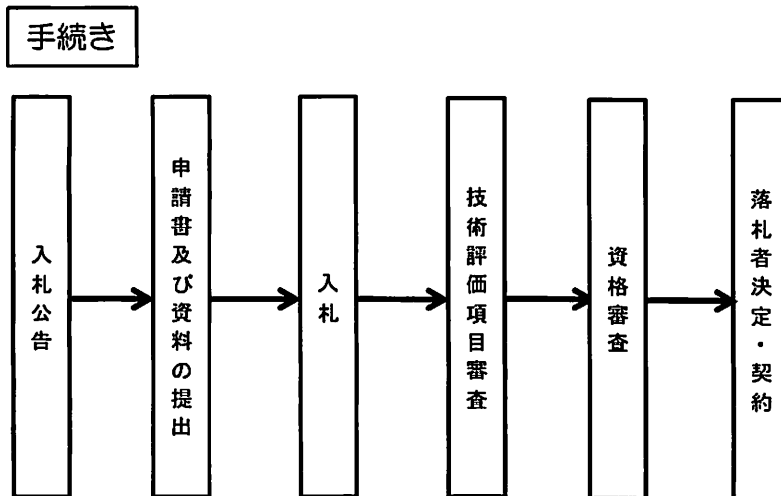 手続き
入札公告
申請書及び資料の提出
入札
技術評価項目審査
資格審査
落札者決定・契約